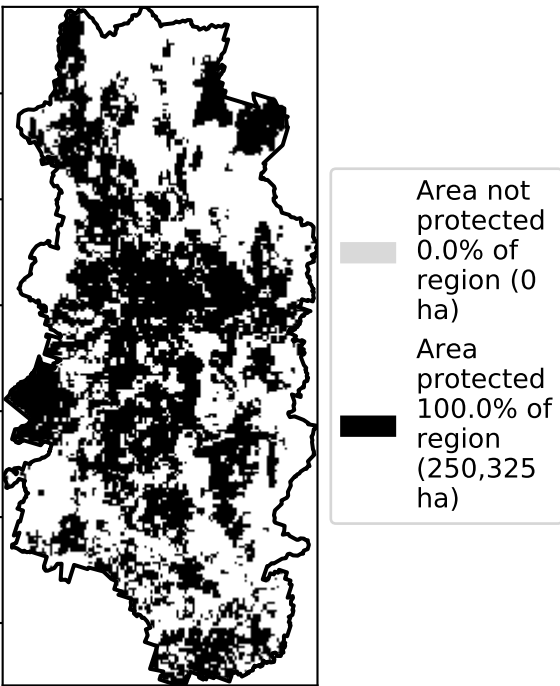 Area not
protected
0.0% of
region (0
ha)
Area
protected
100.0% of
region
(250,325
ha)